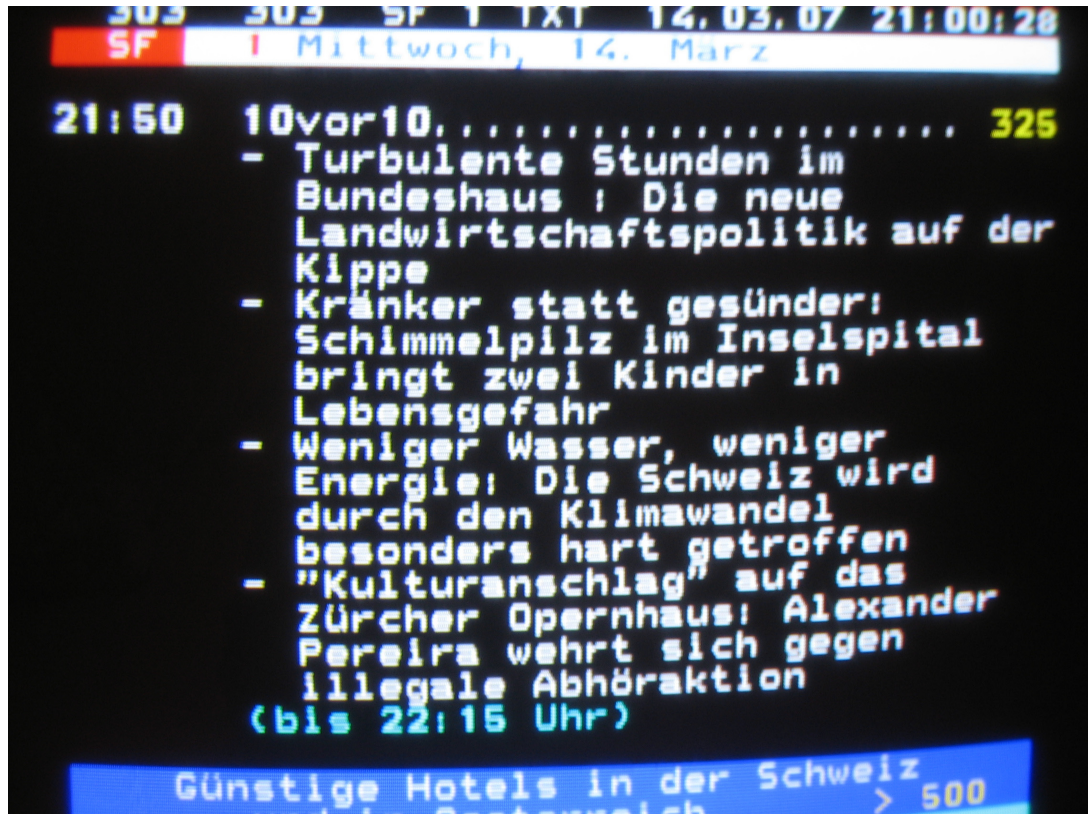 303 303 SF 1 TXT 14.03.07 21:00:28
SF 1 Mittwoch, 14. März
21:50 10vor10...................... 325
- Turbulente Stunden im
Bundeshaus : Die neue
Landwirtschaftspolitik auf der
Kippe
- Kränker statt gesünder:
Schimmelpilz im Inselspital
bringt zwei Kinder in
Lebensgefahr
- Weniger Wasser, weniger
Energie: Die Schweiz wird
durch den Klimawandel
besonders hart getroffen
- "Kulturanschlag" auf das
Zürcher Opernhaus: Alexander
Pereira wehrt sich gegen
illegale Abhöraktion
(bis 22:15 Uhr)
Günstige Hotels in der Schweiz
und in Oesterreich > 500